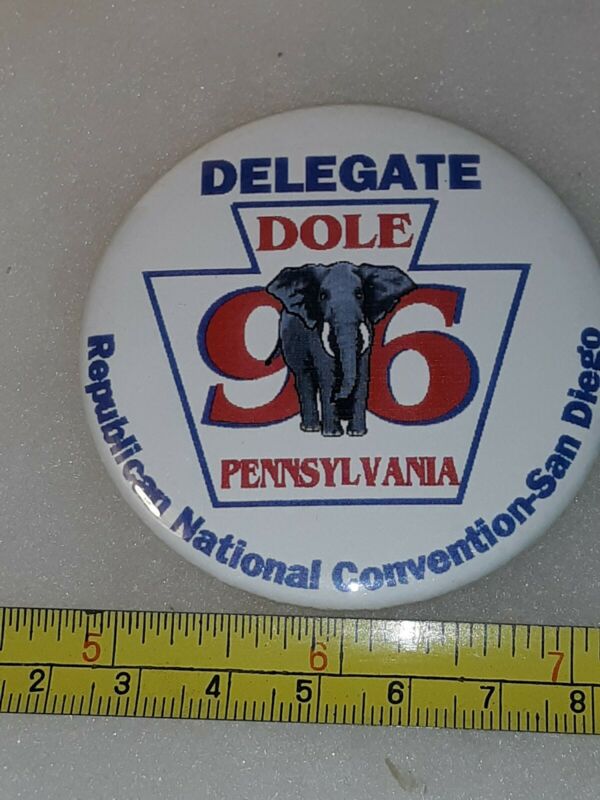 DELEGATE
DOLE
96
PENNSYLVANIA
Republican National Convention-San Diego
5 6 7
2 3 4 5 6 7 8